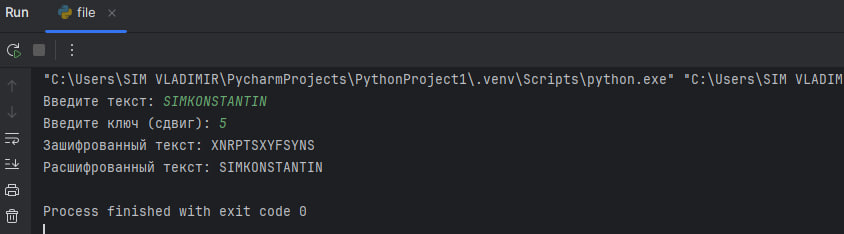 Run file
"C:\Users\SIM VLADIMIR\PycharmProjects\PythonProject1\.venv\Scripts\python.exe" "C:\Users\SIM VLADIM
Введите текст: SIMKONSTANTIN
Введите ключ (сдвиг): 5
Зашифрованный текст: XNRPTSXYFSYNS
Расшифрованный текст: SIMKONSTANTIN
Process finished with exit code 0